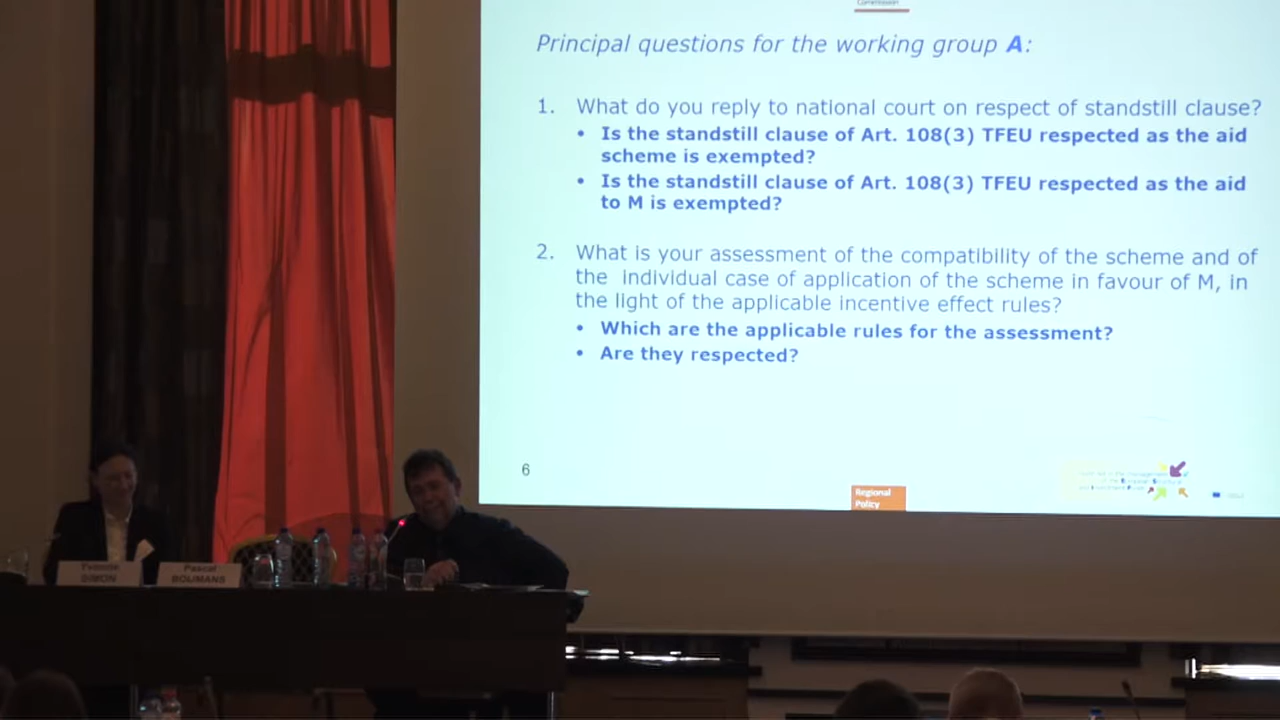 Commission
Principal questions for the working group A:
1. What do you reply to national court on respect of standstill clause?
• Is the standstill clause of Art. 108(3) TFEU respected as the aid
scheme is exempted?
• Is the standstill clause of Art. 108(3) TFEU respected as the aid
to M is exempted?
2. What is your assessment of the compatibility of the scheme and of
the individual case of application of the scheme in favour of M, in
the light of the applicable incentive effect rules?
• Which are the applicable rules for the assessment?
• Are they respected?
6
Regional
Policy
Yvonne
SIMON
Pascal
BOUMANS